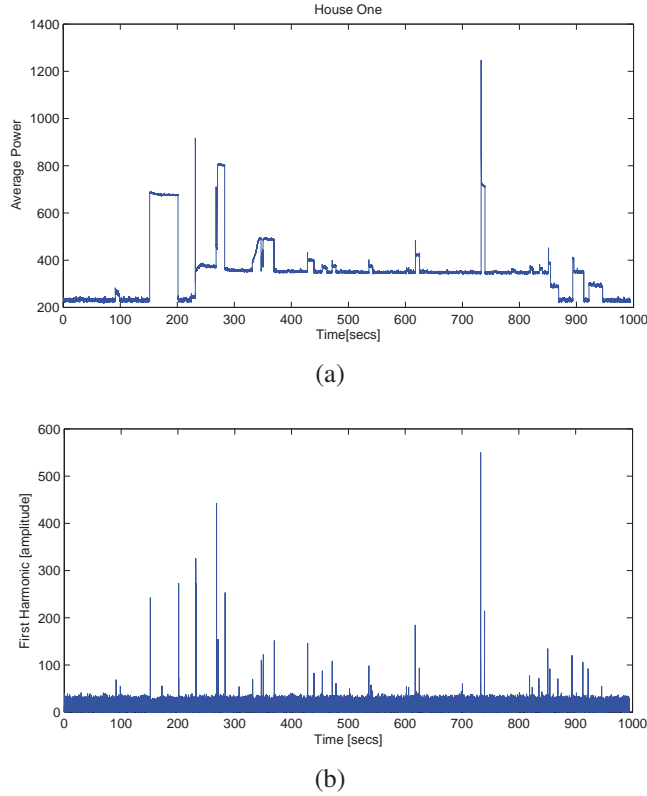 House One
1400
1200
1000
800
600
400
200
Average Power
0 100 200 300 400 500 600 700 800 900 1000
Time[secs]
(a)
600
500
400
300
200
100
0
First Harmonic [amplitude]
0 100 200 300 400 500 600 700 800 900 1000
Time [secs]
(b)